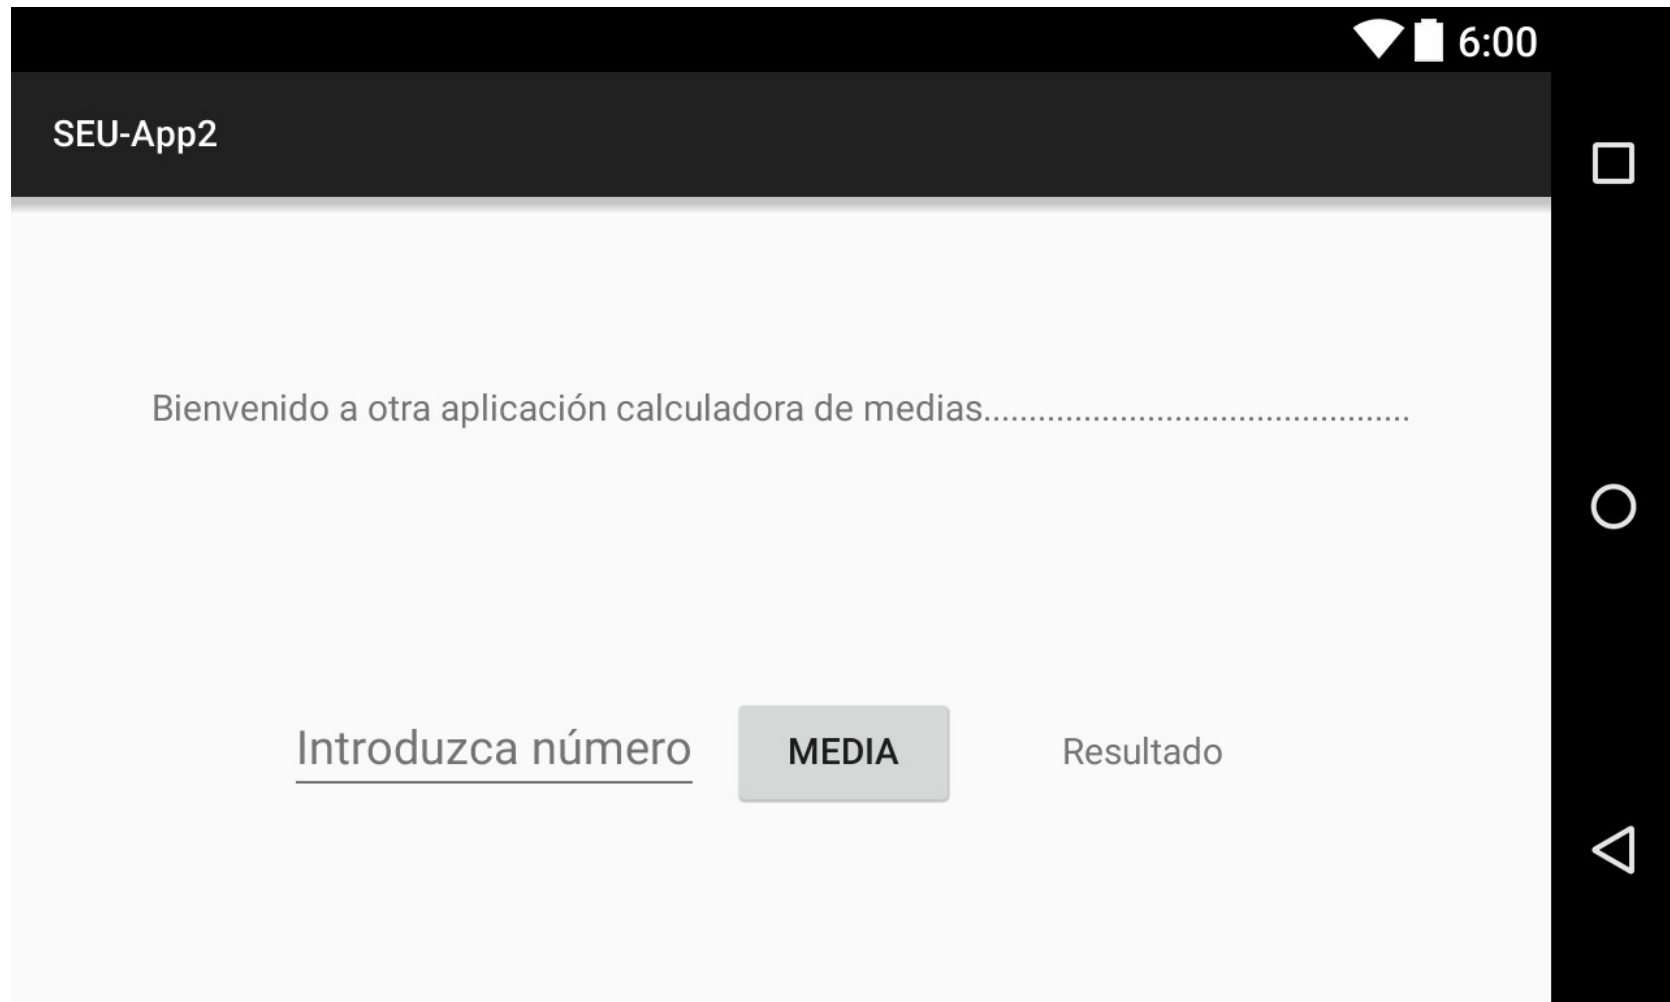 6:00
SEU-App2
Bienvenido a otra aplicación calculadora de medias...............................................
Introduzca número MEDIA Resultado